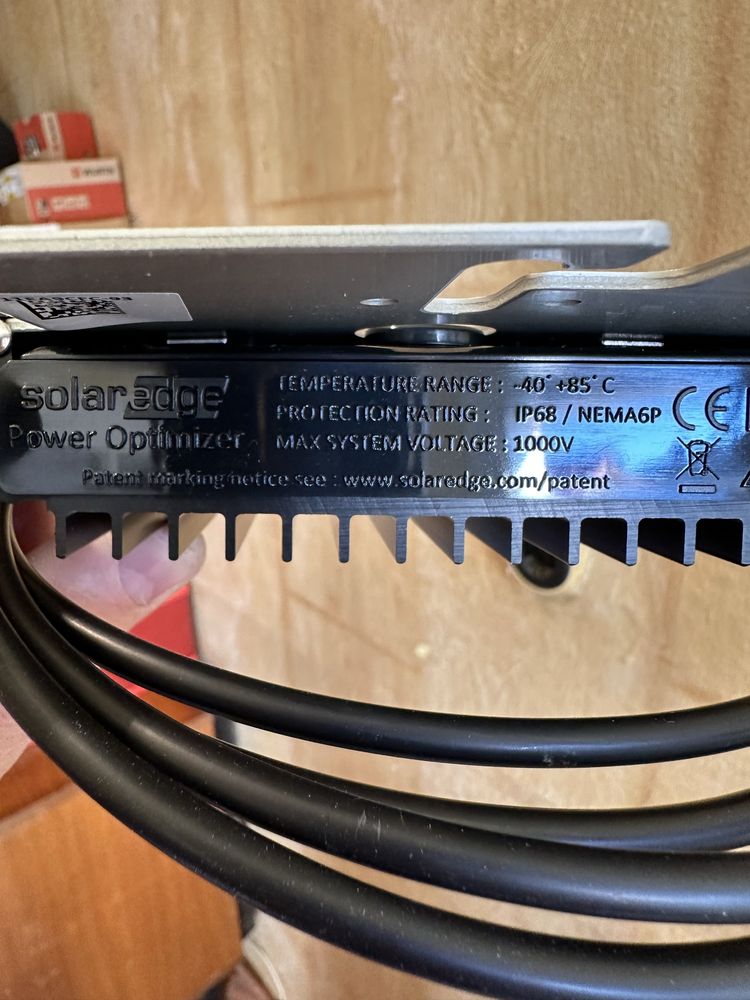 WURTH
solaredge
Power Optimizer
TEMPERATURE RANGE : -40° +85° C
PROTECTION RATING : IP68 / NEMA6P
MAX SYSTEM VOLTAGE : 1000V
Patent marking notice see : www.solaredge.com/patent
CE